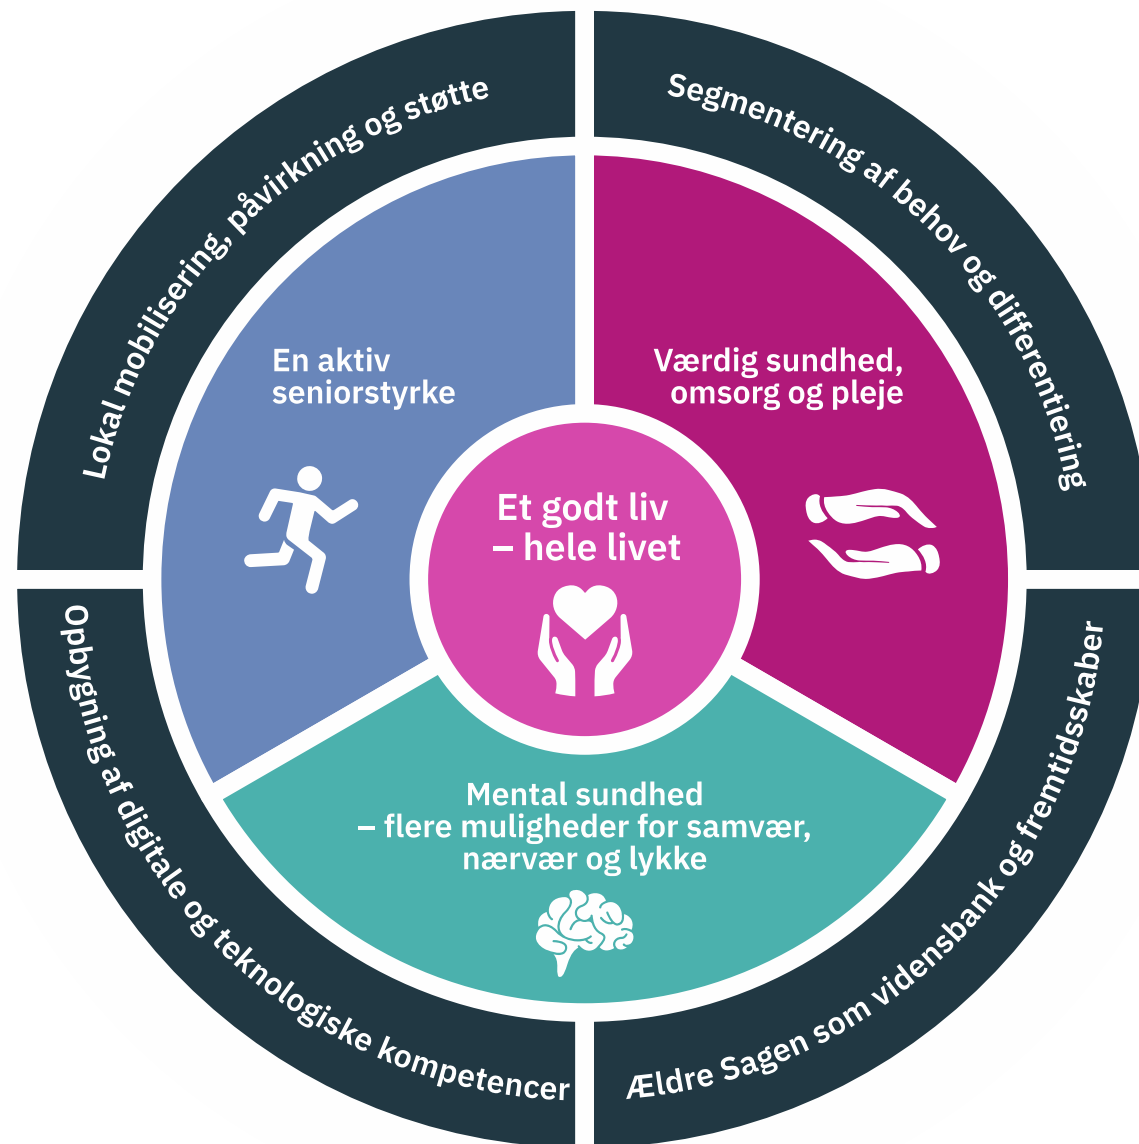 Lokal mobilisering, påvirkning og støtte
Segmentering af behov og differentiering
En aktiv
seniorstyrke
Værdig sundhed,
omsorg og pleje
Et godt liv
– hele livet
Mental sundhed
– flere muligheder for samvær,
nærvær og lykke
Opbygning af digitale og teknologiske kompetencer
Ældre Sagen som vidensbank og fremtidsskaber